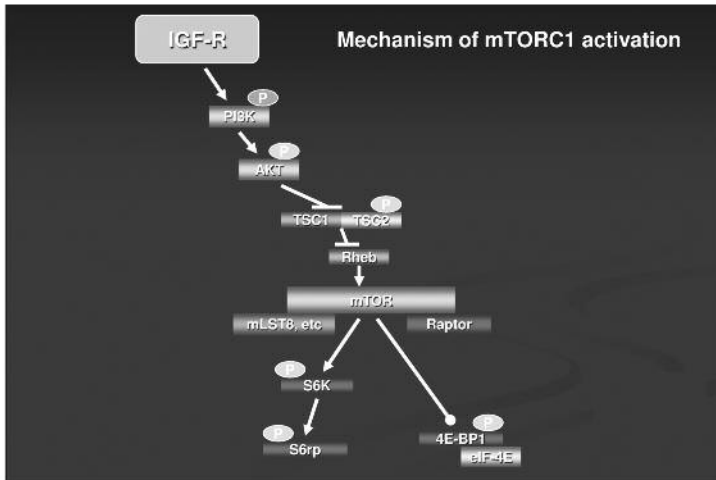 IGF-R
Mechanism of mTORC1 activation
P
PI3K
P
AKT
P
TSC1 TSC2
Rheb
mTOR
mLST8, etc Raptor
P
S6K
P
S6rp
P
4E-BP1
eIF-4E